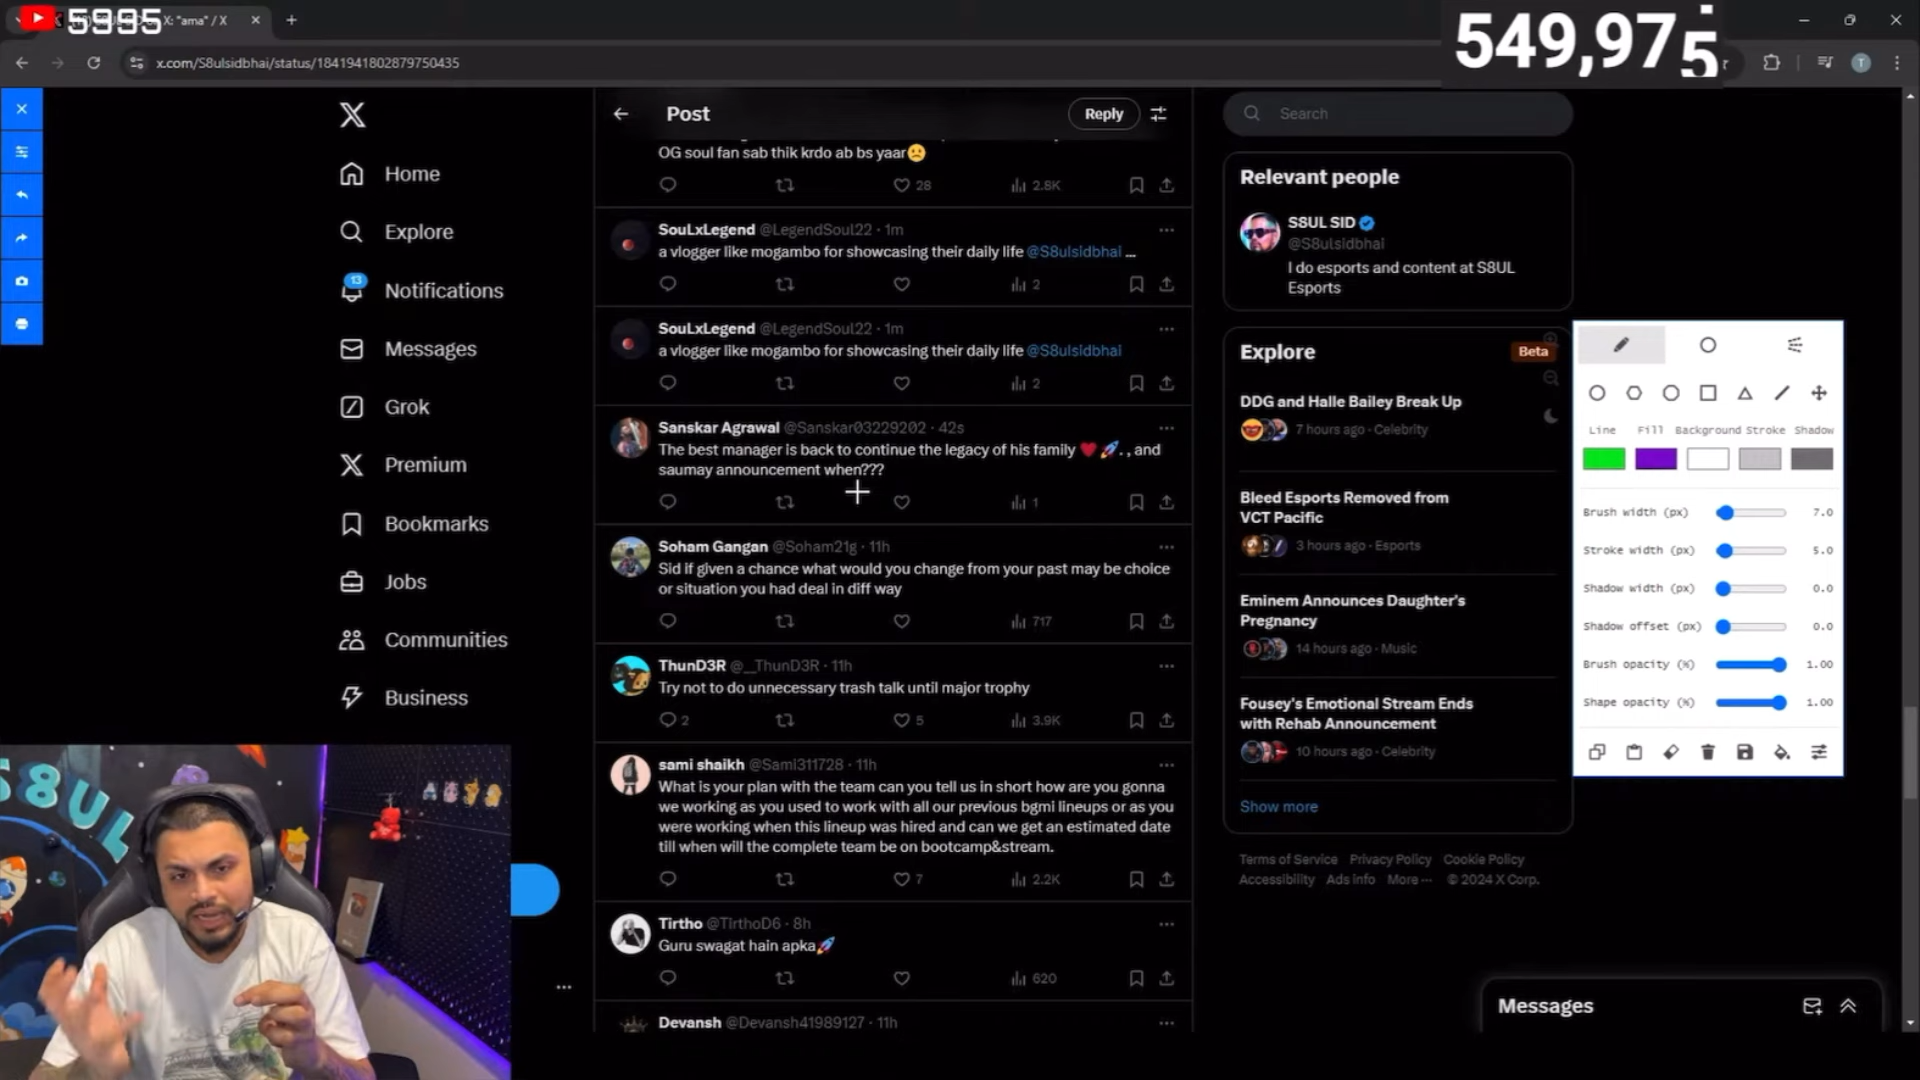 5995
X: "ama" / X
549,975
x.com/S8ulsidbhai/status/1841941802879750435
Home
Explore
13
Notifications
Messages
Grok
Premium
Bookmarks
Jobs
Communities
Business
Post
Reply
OG soul fan sab thik krdo ab bs yaar☹️
28
2.8K
SouLxLegend @LegendSoul22 · 1m
a vlogger like mogambo for showcasing their daily life @S8ulsidbhai ...
2
SouLxLegend @LegendSoul22 · 1m
a vlogger like mogambo for showcasing their daily life @S8ulsidbhai
2
Sanskar Agrawal @Sanskar03229202 · 42s
The best manager is back to continue the legacy of his family ❤️🚀. , and
saumay announcement when???
1
Soham Gangan @Soham21g · 11h
Sid if given a chance what would you change from your past may be choice
or situation you had deal in diff way
717
ThunD3R @__ThunD3R · 11h
Try not to do unnecessary trash talk until major trophy
2
5
3.9K
sami shaikh @Sami311728 · 11h
What is your plan with the team can you tell us in short how are you gonna
we working as you used to work with all our previous bgmi lineups or as you
were working when this lineup was hired and can we get an estimated date
till when will the complete team be on bootcamp&stream.
7
2.2K
Tirtho @TirthoD6 · 8h
Guru swagat hain apka🚀
620
Devansh @Devansh41989127 · 11h
Search
Relevant people
S8UL SID
@S8ulsidbhai
I do esports and content at S8UL
Esports
Explore
Beta
DDG and Halle Bailey Break Up
7 hours ago · Celebrity
Bleed Esports Removed from
VCT Pacific
3 hours ago · Esports
Eminem Announces Daughter's
Pregnancy
14 hours ago · Music
Fousey's Emotional Stream Ends
with Rehab Announcement
10 hours ago · Celebrity
Show more
Terms of Service Privacy Policy Cookie Policy
Accessibility Ads info More ··· © 2024 X Corp.
Line Fill Background Stroke Shadow
Brush width (px) 7.0
Stroke width (px) 5.0
Shadow width (px) 0.0
Shadow offset (px) 0.0
Brush opacity (%) 1.00
Shape opacity (%) 1.00
Messages
T
S8UL